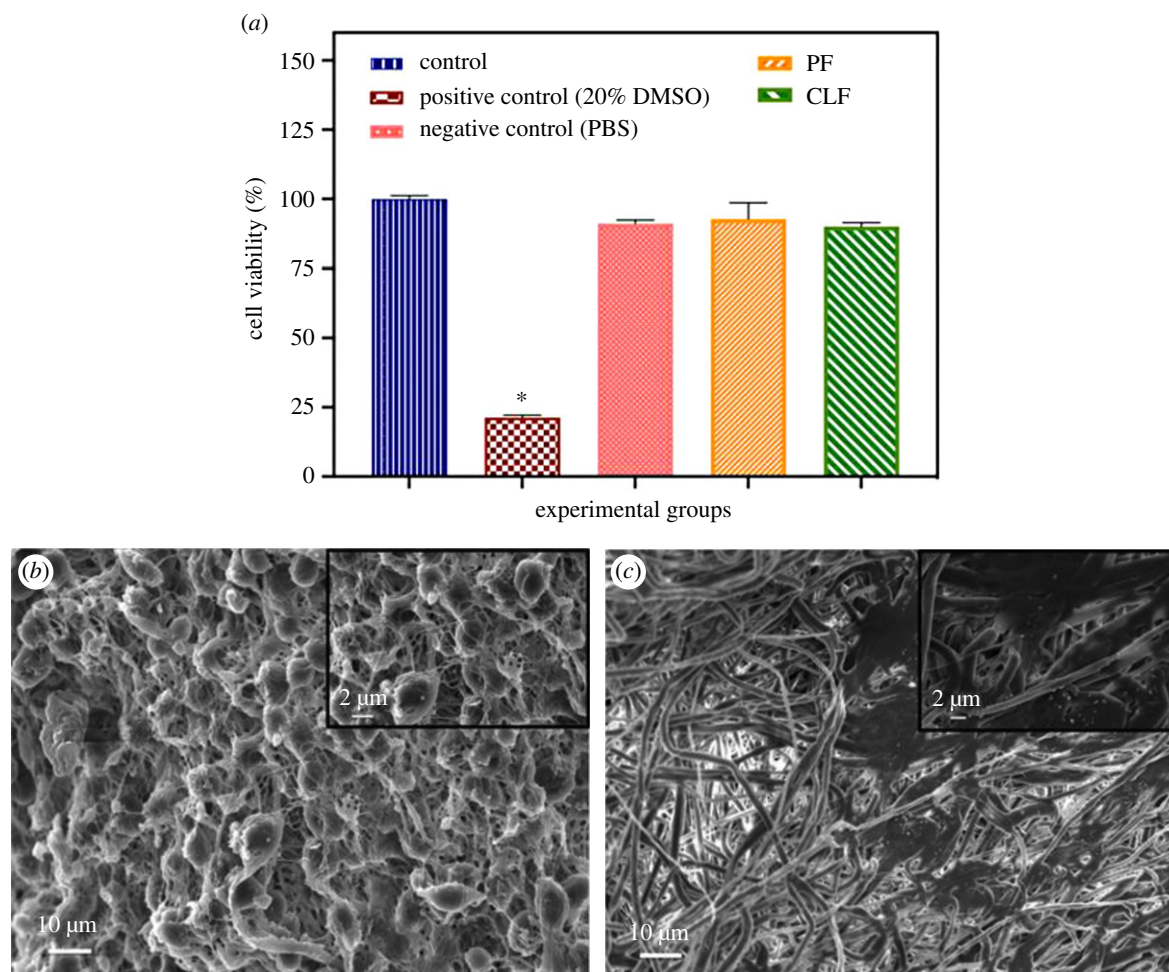 (a)
150
125
100
75
50
25
0
cell viability (%)
control
positive control (20% DMSO)
negative control (PBS)
PF
CLF
*
experimental groups
(b)
2 µm
10 µm
(c)
2 µm
10 µm